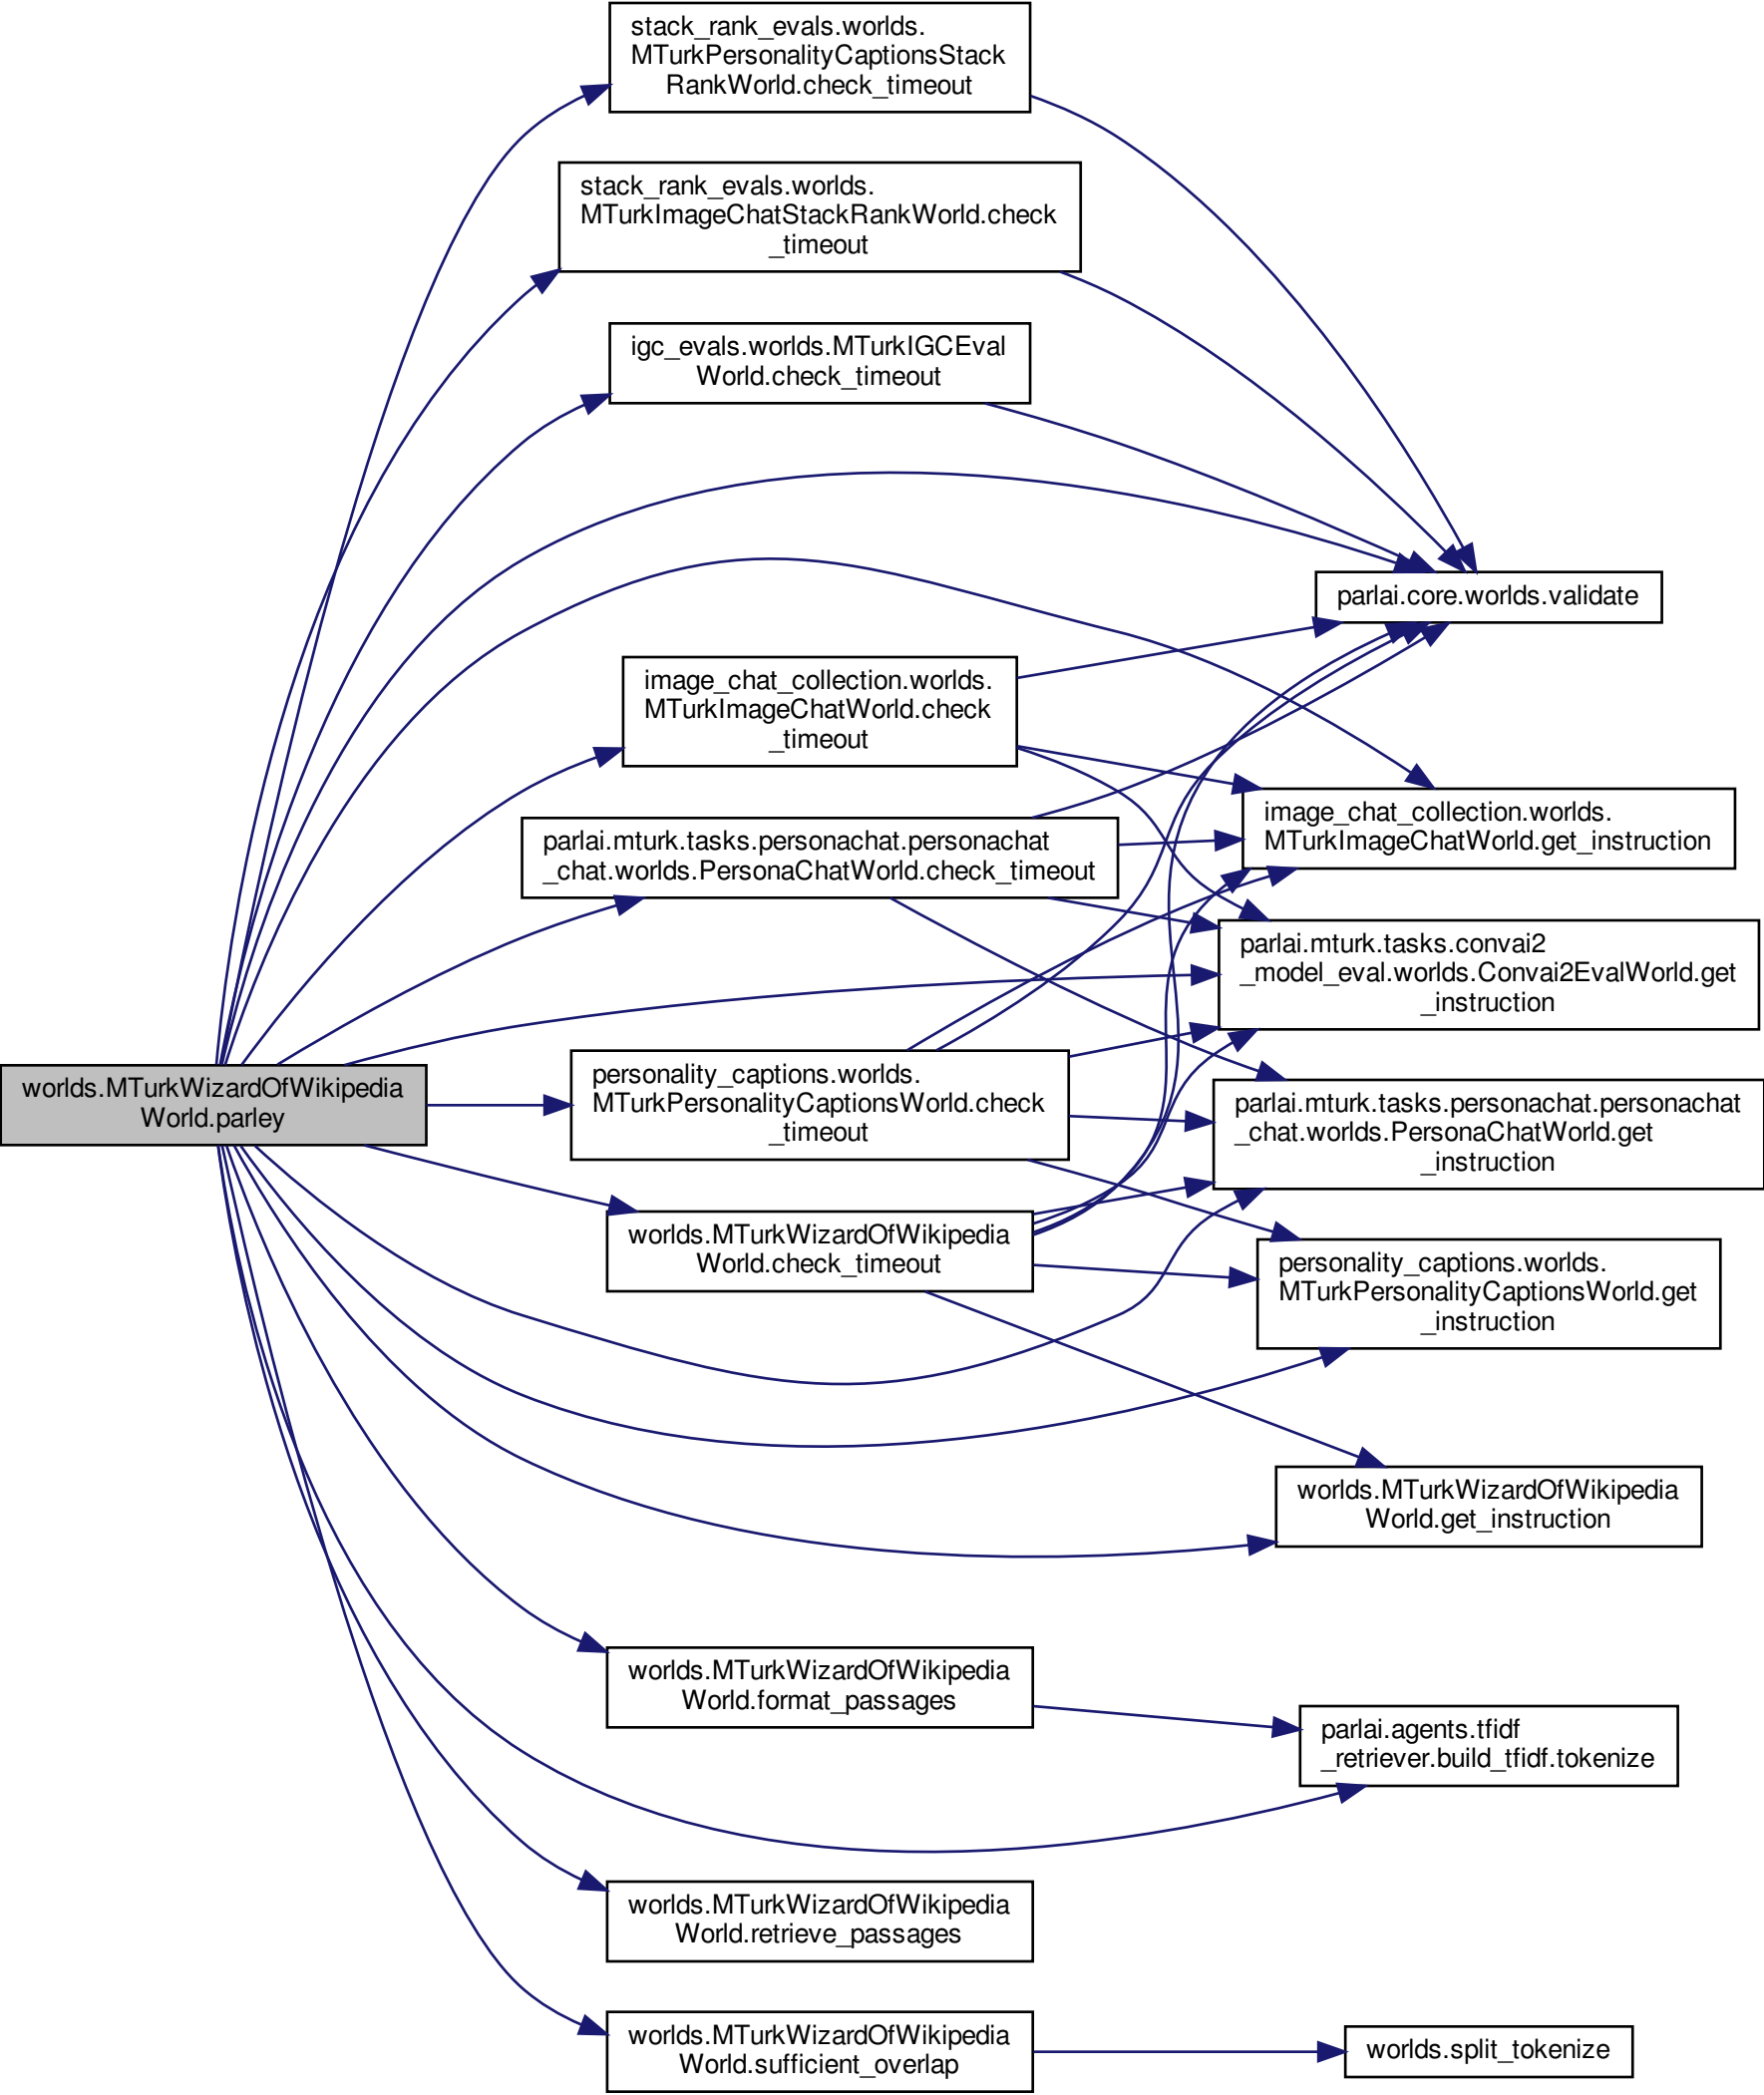 stack_rank_evals.worlds.
MTurkPersonalityCaptionsStack
RankWorld.check_timeout
stack_rank_evals.worlds.
MTurkImageChatStackRankWorld.check
_timeout
igc_evals.worlds.MTurkIGCEval
World.check_timeout
parlai.core.worlds.validate
image_chat_collection.worlds.
MTurkImageChatWorld.check
_timeout
image_chat_collection.worlds.
MTurkImageChatWorld.get_instruction
parlai.mturk.tasks.personachat.personachat
_chat.worlds.PersonaChatWorld.check_timeout
parlai.mturk.tasks.convai2
_model_eval.worlds.Convai2EvalWorld.get
_instruction
worlds.MTurkWizardOfWikipedia
World.parley
personality_captions.worlds.
MTurkPersonalityCaptionsWorld.check
_timeout
parlai.mturk.tasks.personachat.personachat
_chat.worlds.PersonaChatWorld.get
_instruction
worlds.MTurkWizardOfWikipedia
World.check_timeout
personality_captions.worlds.
MTurkPersonalityCaptionsWorld.get
_instruction
worlds.MTurkWizardOfWikipedia
World.get_instruction
worlds.MTurkWizardOfWikipedia
World.format_passages
parlai.agents.tfidf
_retriever.build_tfidf.tokenize
worlds.MTurkWizardOfWikipedia
World.retrieve_passages
worlds.MTurkWizardOfWikipedia
World.sufficient_overlap
worlds.split_tokenize